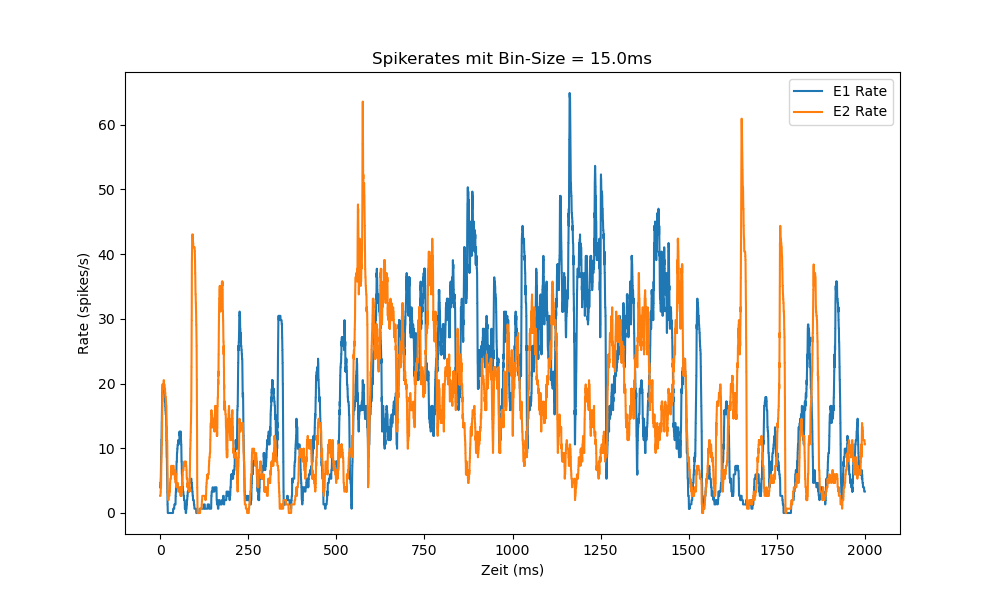 Spikerates mit Bin-Size = 15.0ms
E1 Rate
E2 Rate
Rate (spikes/s)
60
50
40
30
20
10
0
0 250 500 750 1000 1250 1500 1750 2000
Zeit (ms)